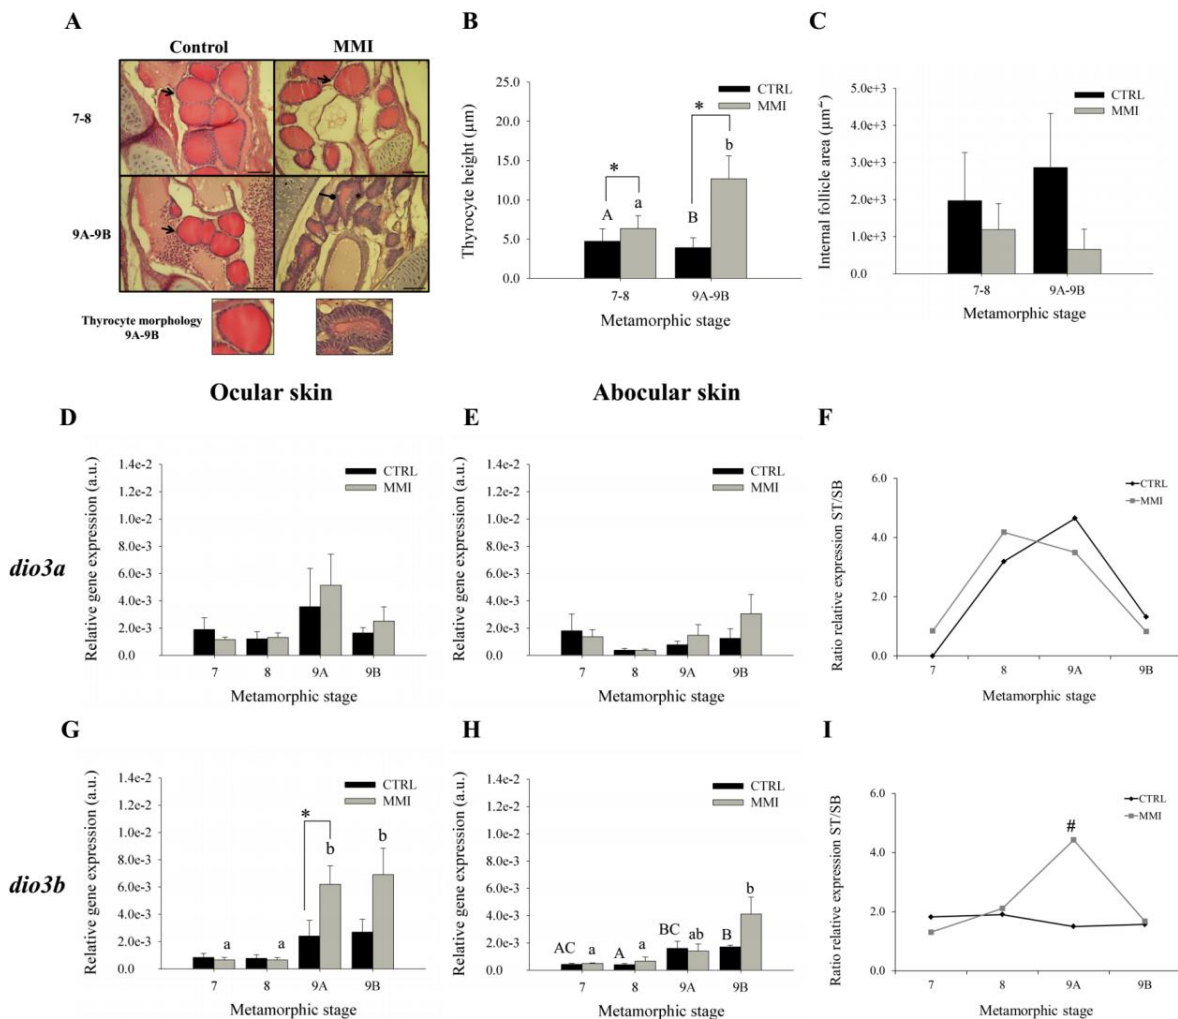 A
Control
MMI
7-8
9A-9B
Thyrocyte morphology
9A-9B
B
CTRL
MMI
Thyrocyte height (µm)
25.0
20.0
15.0
10.0
5.0
0.0
*
*
A
a
B
b
7-8
9A-9B
Metamorphic stage
C
CTRL
MMI
Internal follicle area (µm²)
5.0e+3
4.0e+3
3.0e+3
2.0e+3
1.0e+3
0.0
7-8
9A-9B
Metamorphic stage
Ocular skin
Abocular skin
dio3a
D
CTRL
MMI
Relative gene expression (a.u.)
1.4e-2
1.2e-2
1.0e-2
8.0e-3
6.0e-3
4.0e-3
2.0e-3
0.0
7
8
9A
9B
Metamorphic stage
E
CTRL
MMI
Relative gene expression (a.u.)
1.4e-2
1.2e-2
1.0e-2
8.0e-3
6.0e-3
4.0e-3
2.0e-3
0.0
7
8
9A
9B
Metamorphic stage
F
CTRL
MMI
Ratio relative expression ST/SB
6.0
4.0
2.0
0.0
7
8
9A
9B
Metamorphic stage
dio3b
G
CTRL
MMI
Relative gene expression (a.u.)
1.4e-2
1.2e-2
1.0e-2
8.0e-3
6.0e-3
4.0e-3
2.0e-3
0.0
*
a
a
b
b
7
8
9A
9B
Metamorphic stage
H
CTRL
MMI
Relative gene expression (a.u.)
1.4e-2
1.2e-2
1.0e-2
8.0e-3
6.0e-3
4.0e-3
2.0e-3
0.0
AC
a
A
a
BC
ab
B
b
7
8
9A
9B
Metamorphic stage
I
CTRL
MMI
Ratio relative expression ST/SB
6.0
4.0
2.0
0.0
#
7
8
9A
9B
Metamorphic stage